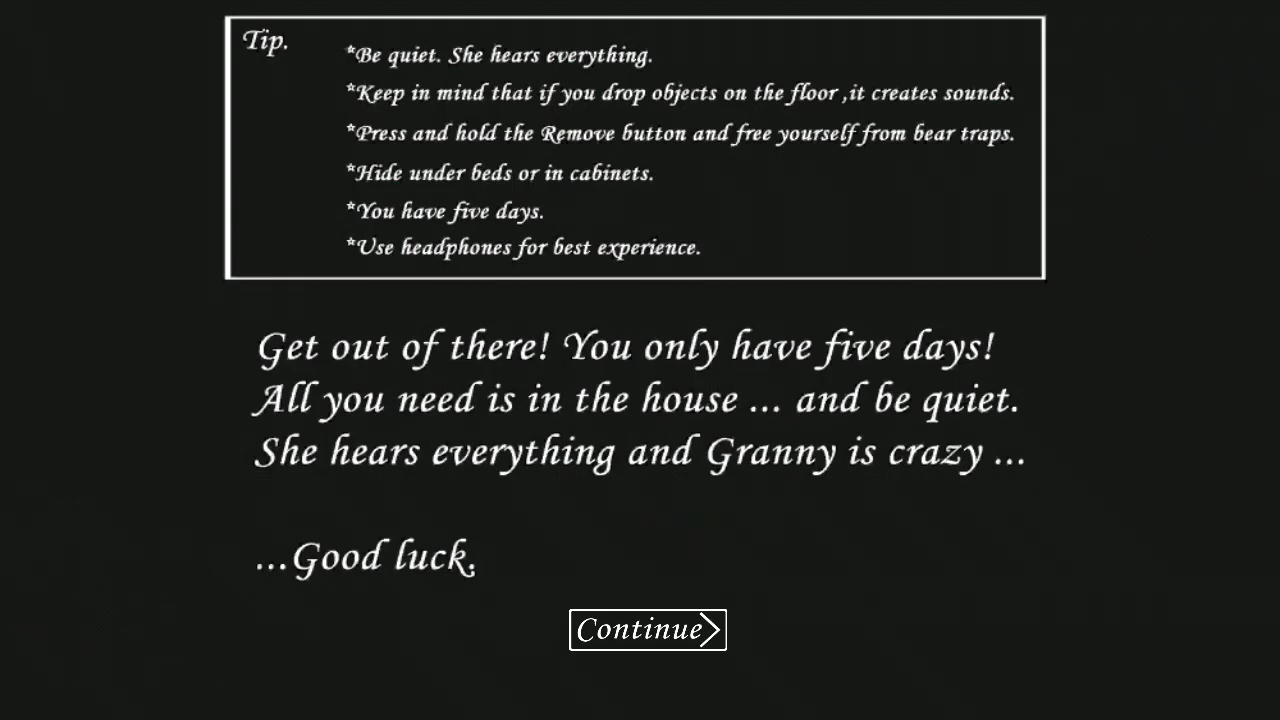 Tip.
*Be quiet. She hears everything.
*Keep in mind that if you drop objects on the floor ,it creates sounds.
*Press and hold the Remove button and free yourself from bear traps.
*Hide under beds or in cabinets.
*You have five days.
*Use headphones for best experience.
Get out of there! You only have five days!
All you need is in the house ... and be quiet.
She hears everything and Granny is crazy ...
...Good luck.
Continue